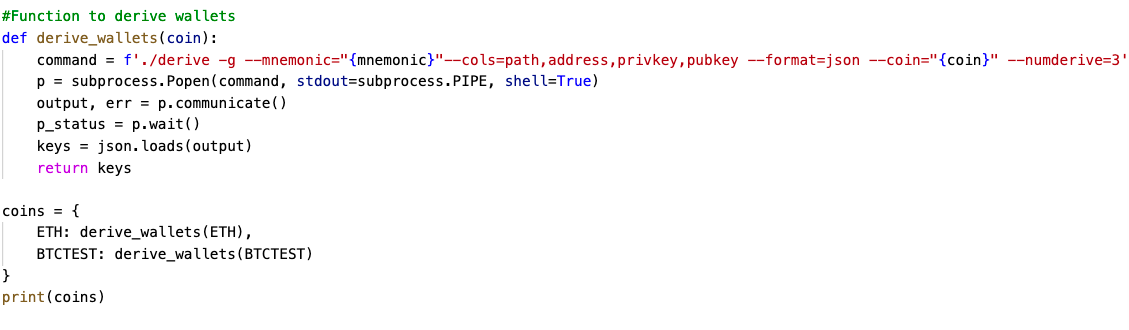 #Function to derive wallets
def derive_wallets(coin):
    command = f'./derive -g --mnemonic="{mnemonic}"--cols=path,address,privkey,pubkey --format=json --coin="{coin}" --numderive=3'
    p = subprocess.Popen(command, stdout=subprocess.PIPE, shell=True)
    output, err = p.communicate()
    p_status = p.wait()
    keys = json.loads(output)
    return keys

coins = {
    ETH: derive_wallets(ETH),
    BTCTEST: derive_wallets(BTCTEST)
}
print(coins)